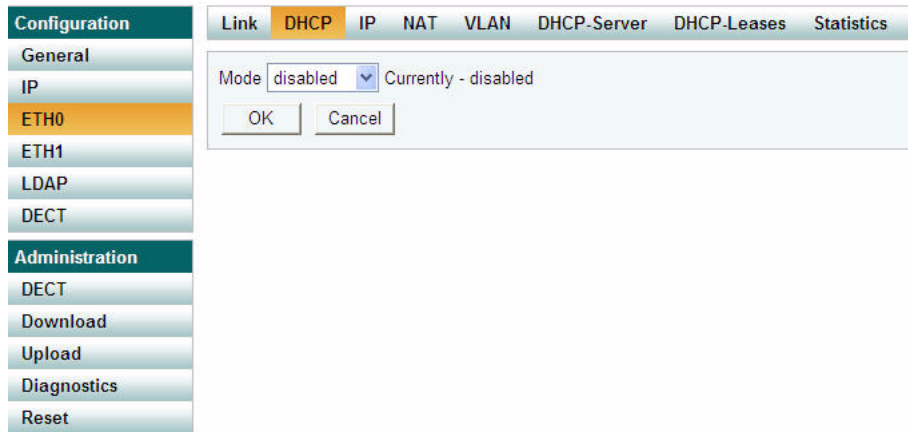 Configuration
General
IP
ETH0
ETH1
LDAP
DECT
Administration
DECT
Download
Upload
Diagnostics
Reset
Link DHCP IP NAT VLAN DHCP-Server DHCP-Leases Statistics
Mode disabled Currently - disabled
OK Cancel